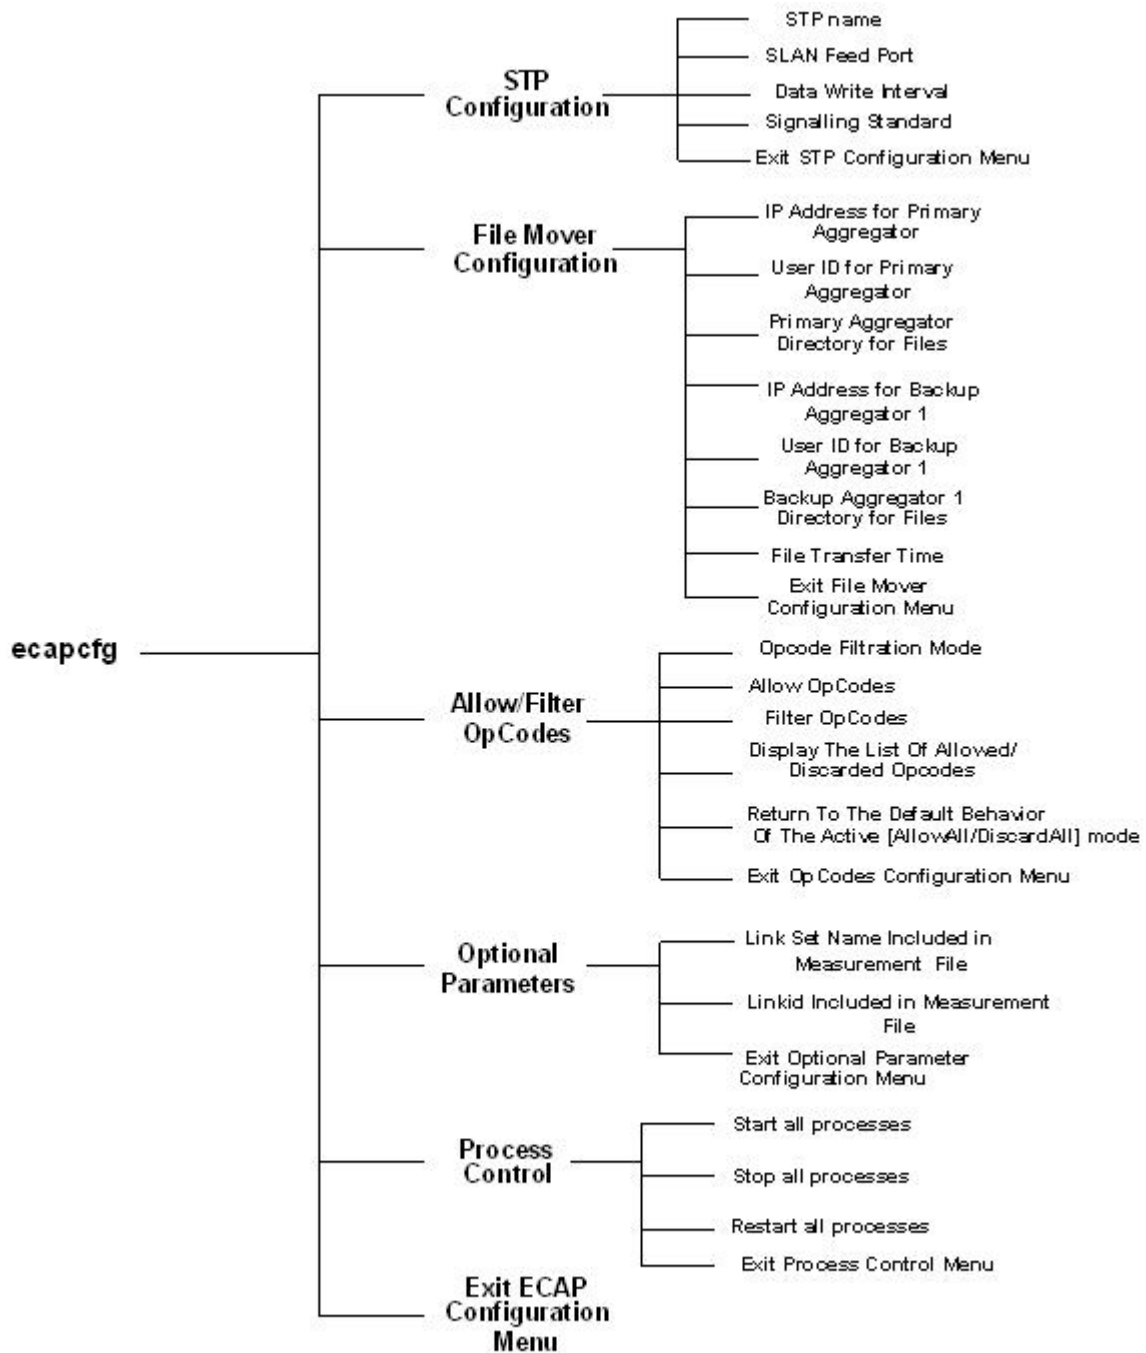 STP name
SLAN Feed Port
STP
Configuration
Data Write Interval
Signalling Standard
Exit STP Configuration Menu
IP Address for Primary
Aggregator
File Mover
Configuration
User ID for Primary
Aggregator
Primary Aggregator
Directory for Files
IP Address for Backup
Aggregator 1
User ID for Backup
Aggregator 1
Backup Aggregator 1
Directory for Files
File Transfer Time
Exit File Mover
Configuration Menu
ecapcfg
Opcode Filtration Mode
Allow OpCodes
Allow/Filter
OpCodes
Filter OpCodes
Display The List Of Allowed/
Discarded Opcodes
Return To The Default Behavior
Of The Active [AllowAll/DiscardAll] mode
Exit OpCodes Configuration Menu
Optional
Parameters
Link Set Name Included in
Measurement File
Linkid Included in Measurement
File
Exit Optional Parameter
Configuration Menu
Process
Control
Start all processes
Stop all processes
Restart all processes
Exit Process Control Menu
Exit ECAP
Configuration
Menu